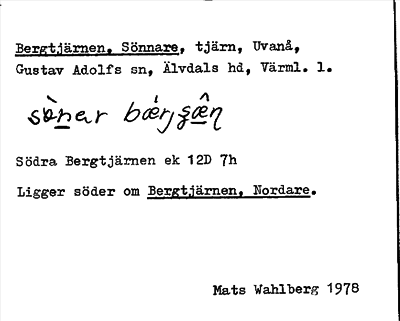 Bergtjärnen, Sönnare, tjärn, Uvanå,
Gustav Adolfs sn, Älvdals hd, Värml. l.
Södra Bergtjärnen ek 12D 7h
Ligger söder om Bergtjärnen, Nordare.
Mats Wahlberg 1978